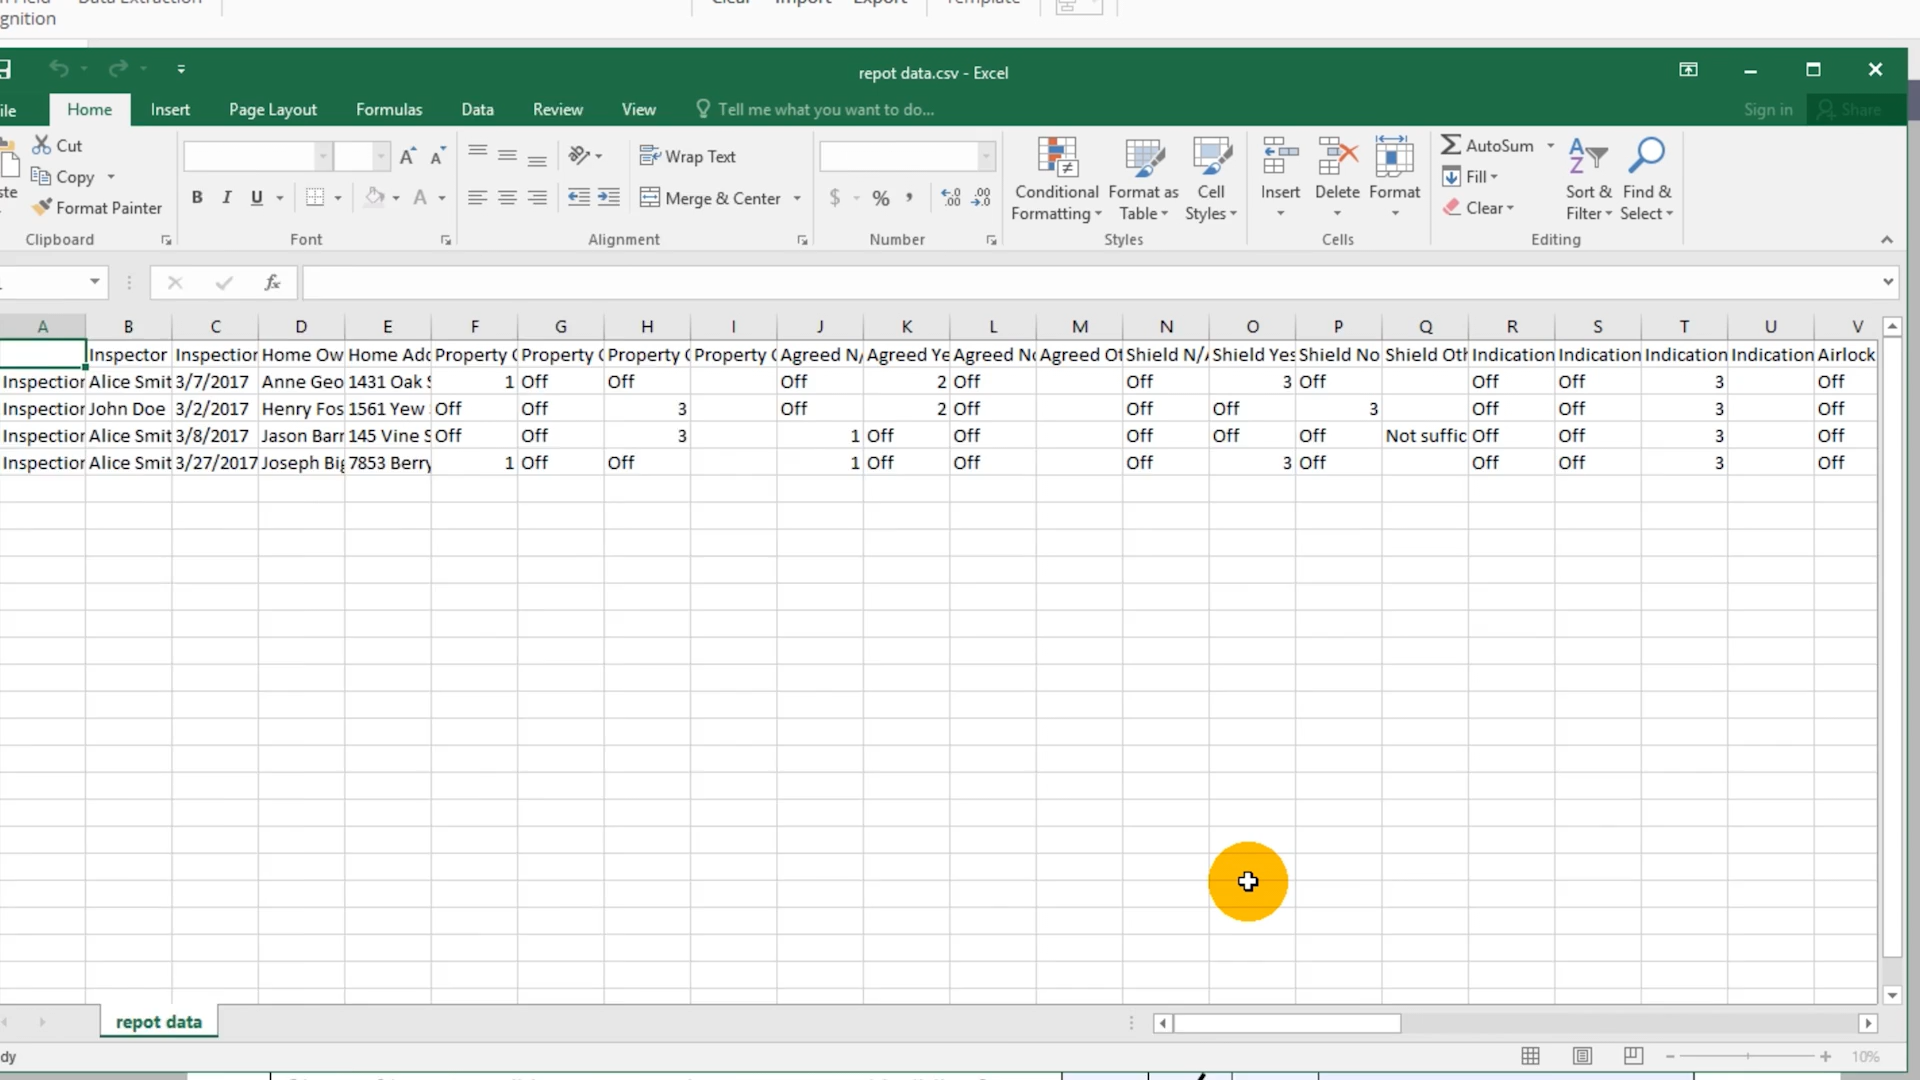 gnition
Clear Import Export Template
repot data.csv - Excel
ile Home Insert Page Layout Formulas Data Review View Tell me what you want to do... Sign in Share
Cut
Copy
Format Painter
Clipboard
B I U
Font
Wrap Text
Merge & Center
Alignment
$ % ,
Number
Conditional Formatting
Format as Table
Cell Styles
Styles
Insert Delete Format
Cells
AutoSum
Fill
Clear
Sort & Filter
Find & Select
Editing
fx
A B C D E F G H I J K L M N O P Q R S T U V
Inspector Inspection Home Ow Home Add Property C Property C Property C Property C Agreed N/ Agreed Ye Agreed No Agreed Ot Shield N/ Shield Yes Shield No Shield Oth Indication Indication Indication Indication Airlock
Inspection Alice Smit 3/7/2017 Anne Geo 1431 Oak S 1 Off Off Off 2 Off Off 3 Off Off Off 3 Off
Inspection John Doe 3/2/2017 Henry Fos 1561 Yew Off Off 3 Off 2 Off Off Off 3 Off Off 3 Off
Inspection Alice Smit 3/8/2017 Jason Barr 145 Vine S Off Off 3 1 Off Off Off Off Off Not suffic Off Off 3 Off
Inspection Alice Smit 3/27/2017 Joseph Big 7853 Berry 1 Off Off 1 Off Off Off 3 Off Off Off 3 Off
repot data
dy
10%